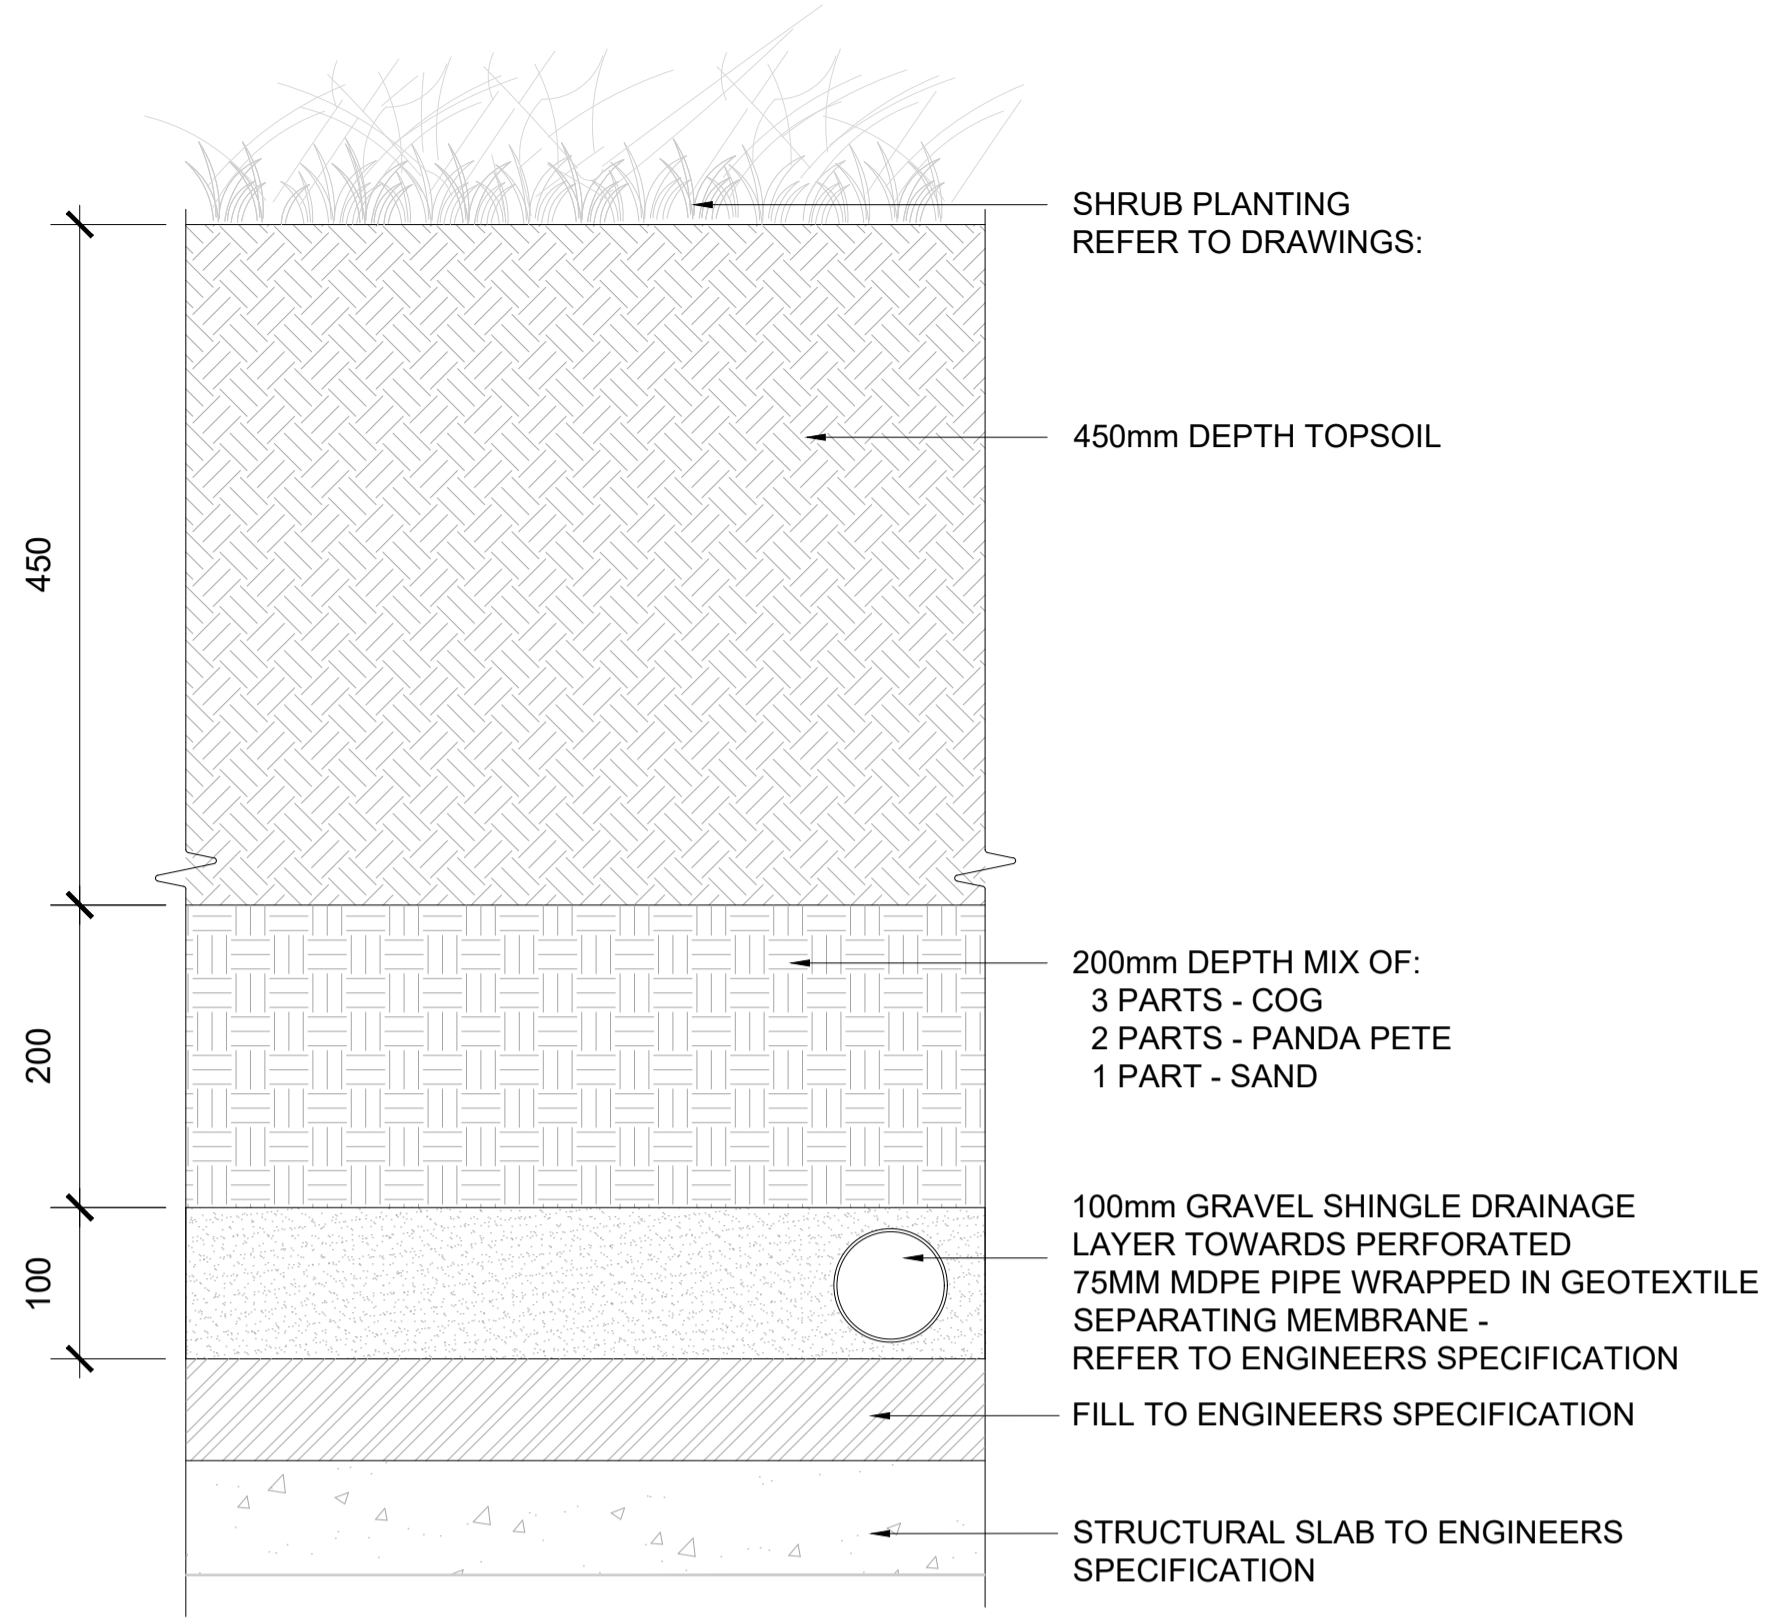 SHRUB PLANTING
REFER TO DRAWINGS:
450mm DEPTH TOPSOIL
450
200mm DEPTH MIX OF:
3 PARTS - COG
2 PARTS - PANDA PETE
1 PART - SAND
200
100mm GRAVEL SHINGLE DRAINAGE
LAYER TOWARDS PERFORATED
75MM MDPE PIPE WRAPPED IN GEOTEXTILE
SEPARATING MEMBRANE -
REFER TO ENGINEERS SPECIFICATION
100
FILL TO ENGINEERS SPECIFICATION
STRUCTURAL SLAB TO ENGINEERS
SPECIFICATION